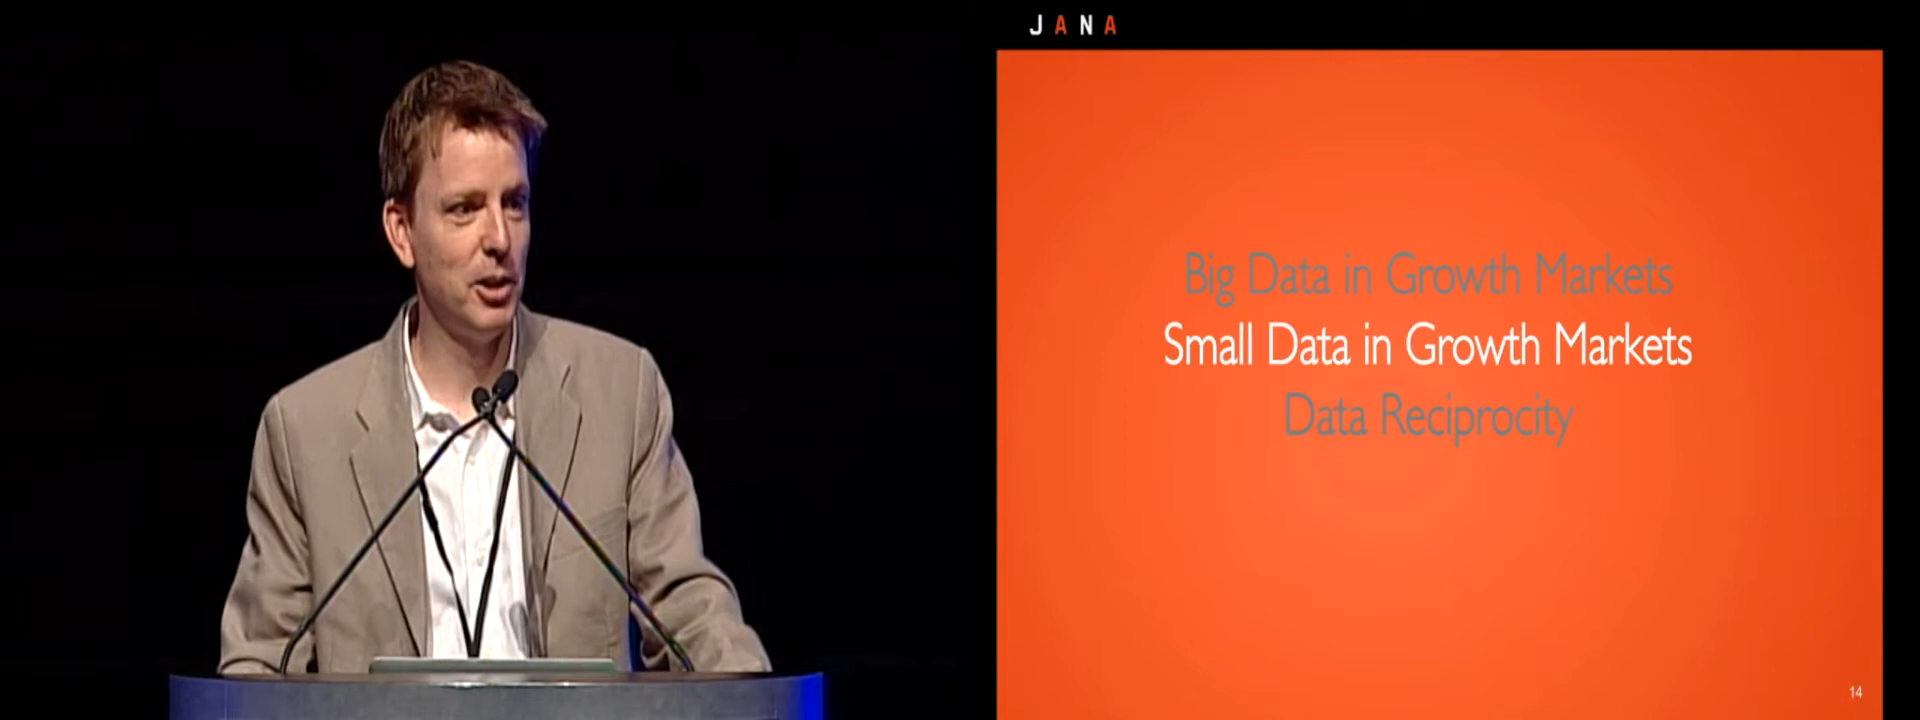 JANA
Big Data in Growth Markets
Small Data in Growth Markets
Data Reciprocity
14